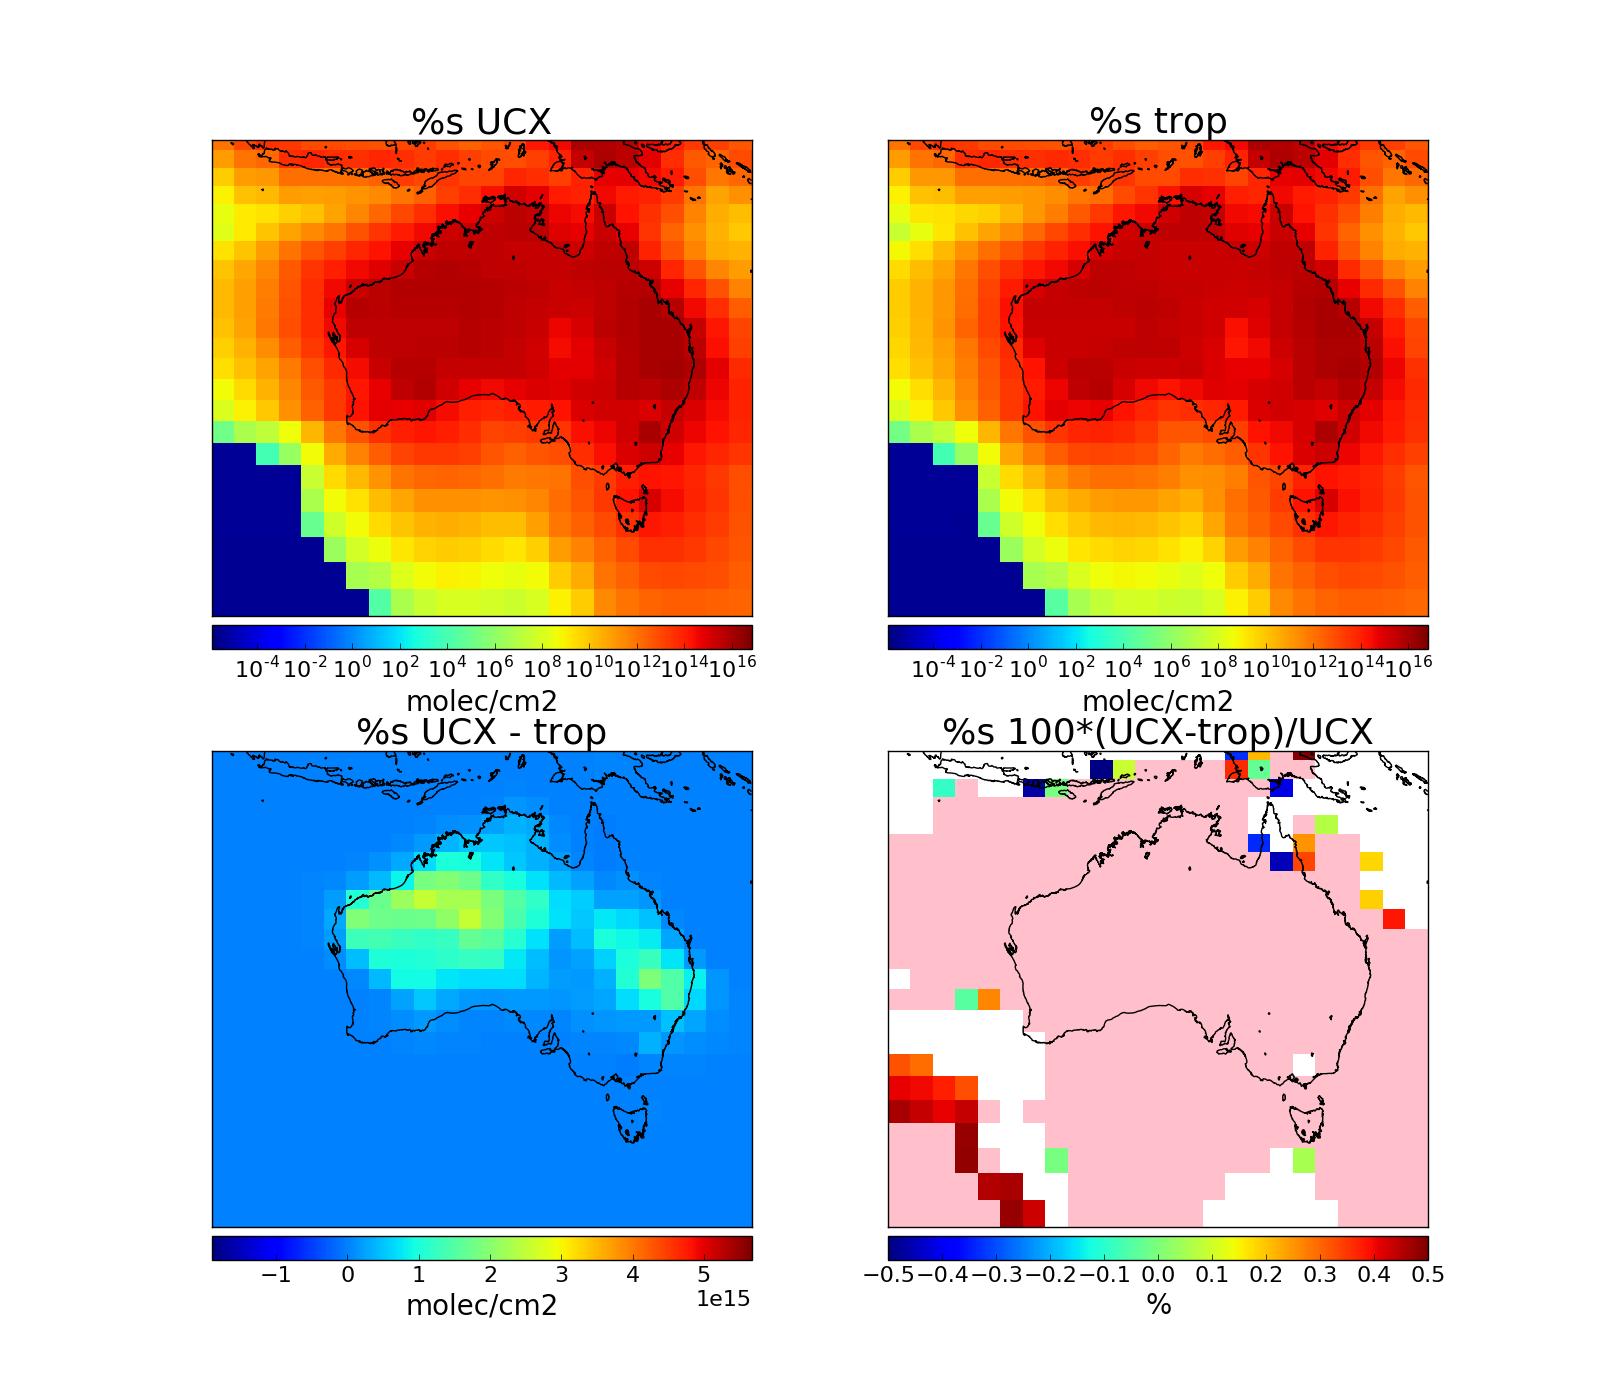 %s UCX
%s trop
10^-4 10^-2 10^0 10^2 10^4 10^6 10^8 10^10 10^12 10^14 10^16
molec/cm2
10^-4 10^-2 10^0 10^2 10^4 10^6 10^8 10^10 10^12 10^14 10^16
molec/cm2
%s UCX - trop
%s 100*(UCX-trop)/UCX
−1 0 1 2 3 4 5
1e15
molec/cm2
−0.5 −0.4 −0.3 −0.2 −0.1 0.0 0.1 0.2 0.3 0.4 0.5
%